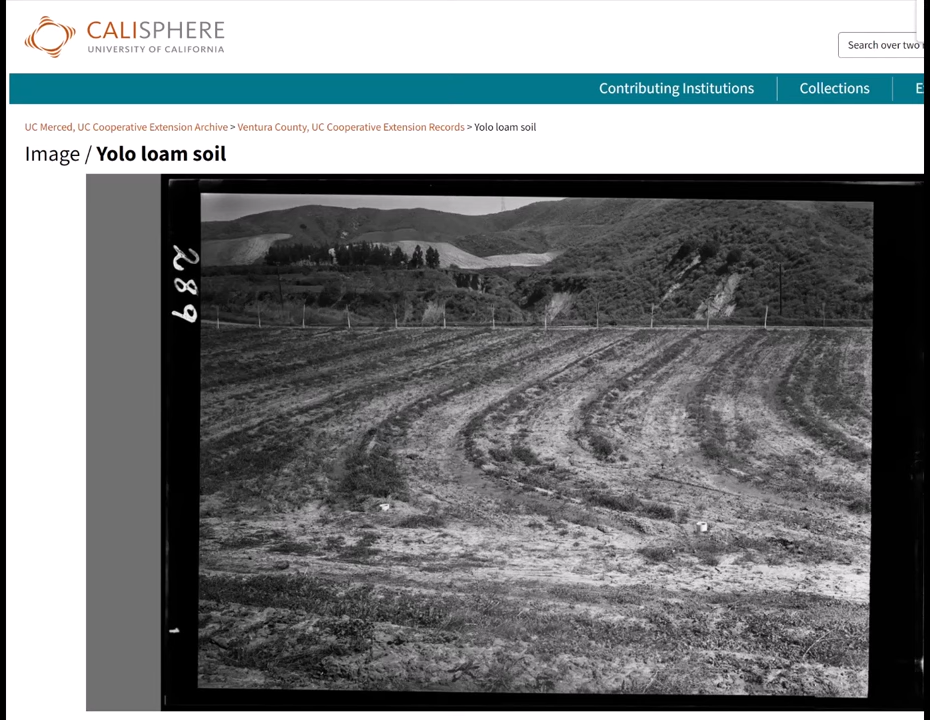 CALISPHERE
UNIVERSITY OF CALIFORNIA
Search over two
Contributing Institutions
Collections
E
UC Merced, UC Cooperative Extension Archive > Ventura County, UC Cooperative Extension Records > Yolo loam soil
Image / Yolo loam soil
289